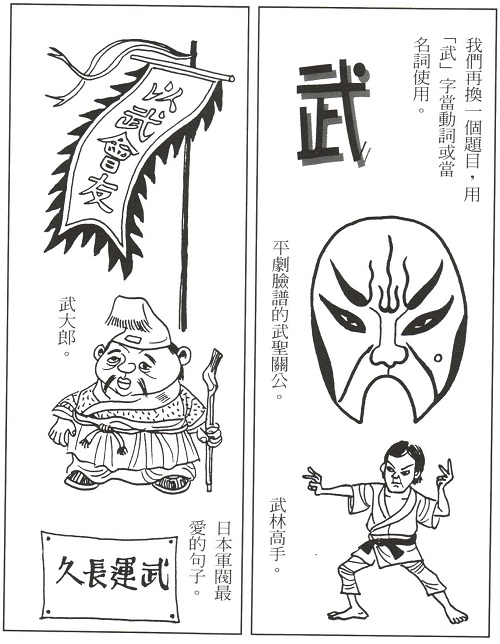 我們再換一個題目，用
「武」字當動詞或當
名詞使用。
武
平劇臉譜的武聖關公。
武林高手。
以武會友
武大郎。
日本軍閥最
愛的句子。
武運長久